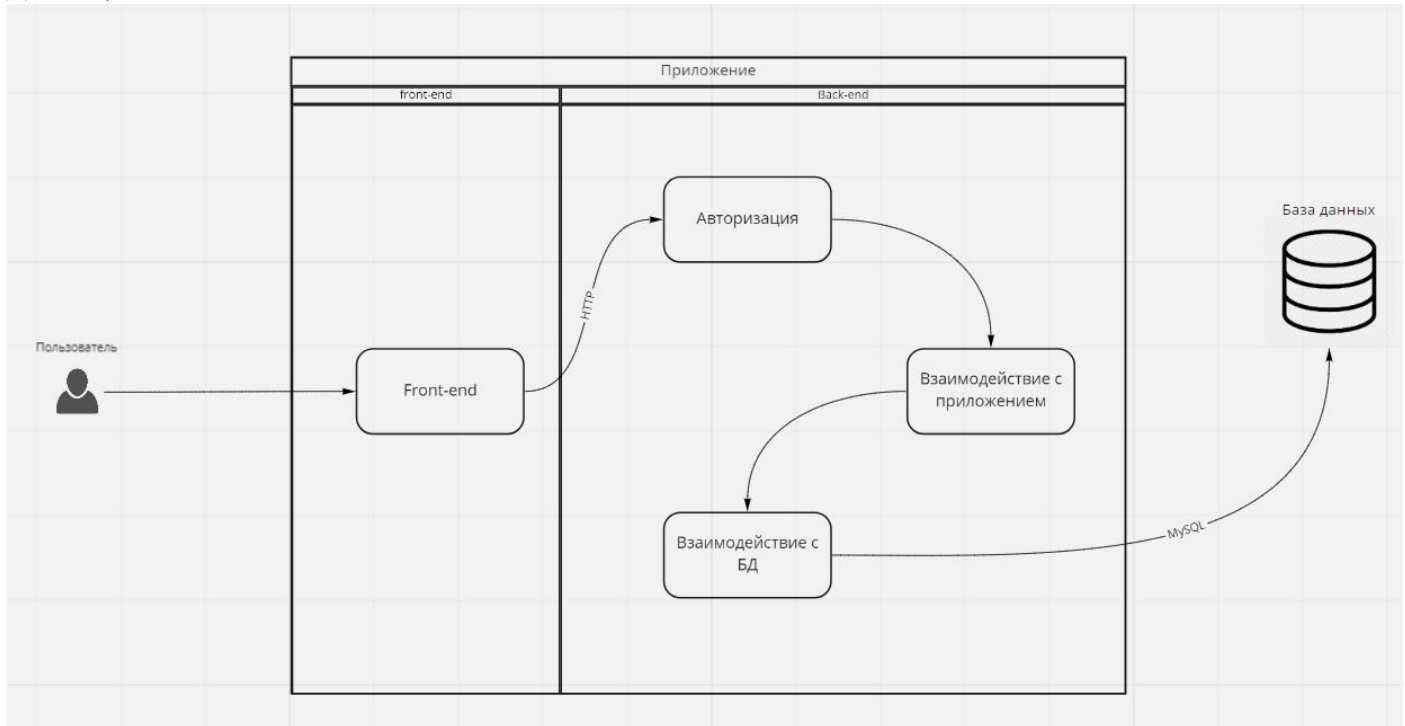 Приложение
front-end
Back-end
Авторизация
База данных
HTTP
Пользователь
Front-end
Взаимодействие с
приложением
Взаимодействие с
БД
MySQL